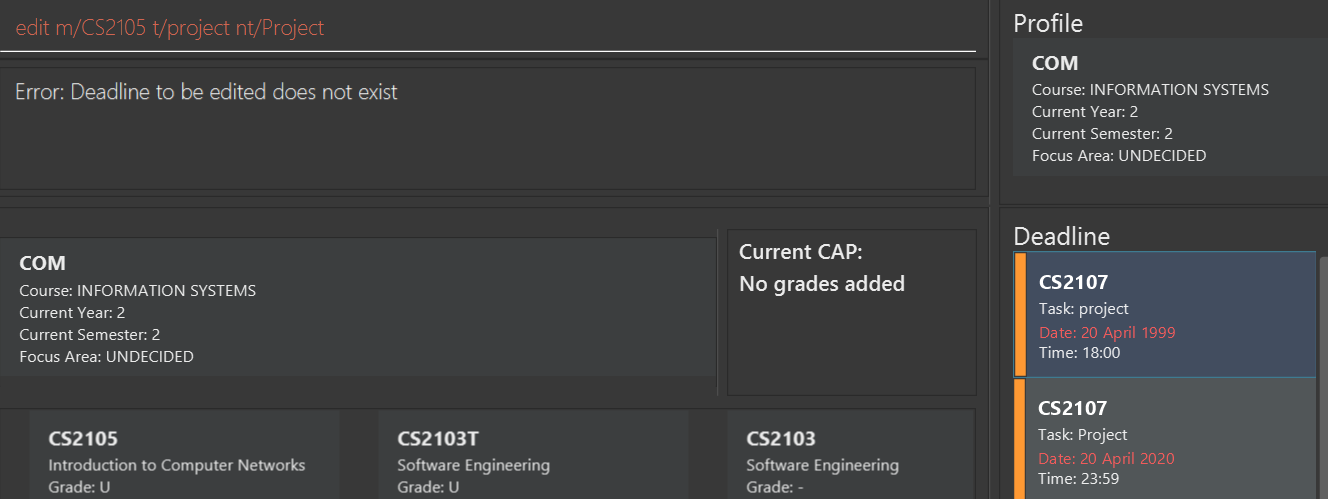 edit m/CS2105 t/project nt/Project
Error: Deadline to be edited does not exist
COM
Course: INFORMATION SYSTEMS
Current Year: 2
Current Semester: 2
Focus Area: UNDECIDED
Current CAP:
No grades added
CS2105
Introduction to Computer Networks
Grade: U
CS2103T
Software Engineering
Grade: U
CS2103
Software Engineering
Grade: -
Profile
COM
Course: INFORMATION SYSTEMS
Current Year: 2
Current Semester: 2
Focus Area: UNDECIDED
Deadline
CS2107
Task: project
Date: 20 April 1999
Time: 18:00
CS2107
Task: Project
Date: 20 April 2020
Time: 23:59